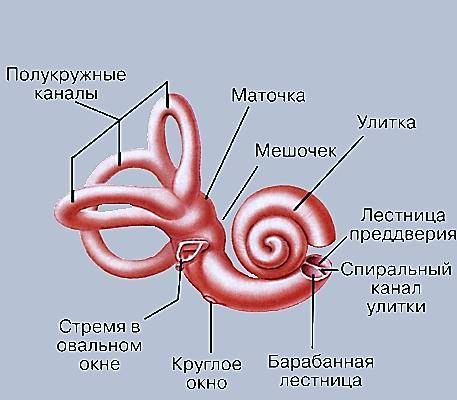 Полукружные
каналы
Маточка
Улитка
Мешочек
Лестница
преддверия
Спиральный
канал
улитки
Стремя в
овальном
окне
Круглое
окно
Барабанная
лестница